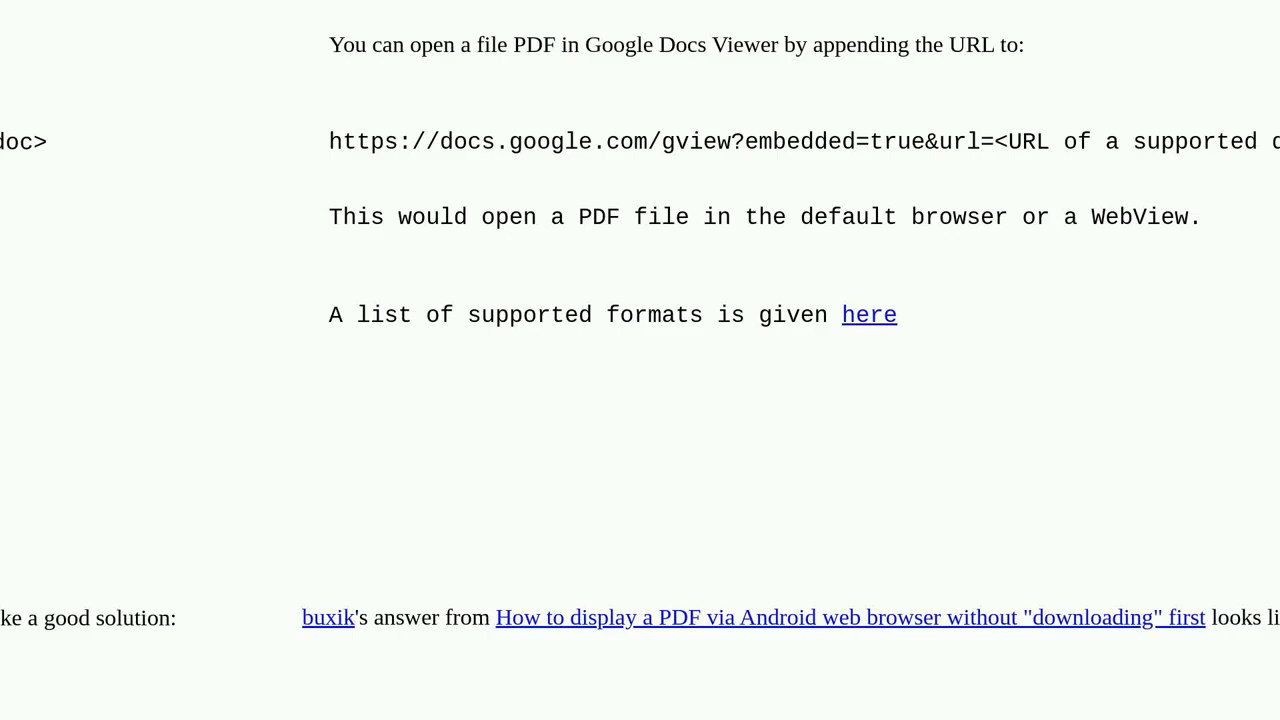 You can open a file PDF in Google Docs Viewer by appending the URL to:
https://docs.google.com/gview?embedded=true&url=<URL of a supported doc>
This would open a PDF file in the default browser or a WebView.
A list of supported formats is given here
buxik's answer from How to display a PDF via Android web browser without "downloading" first looks like a good solution: